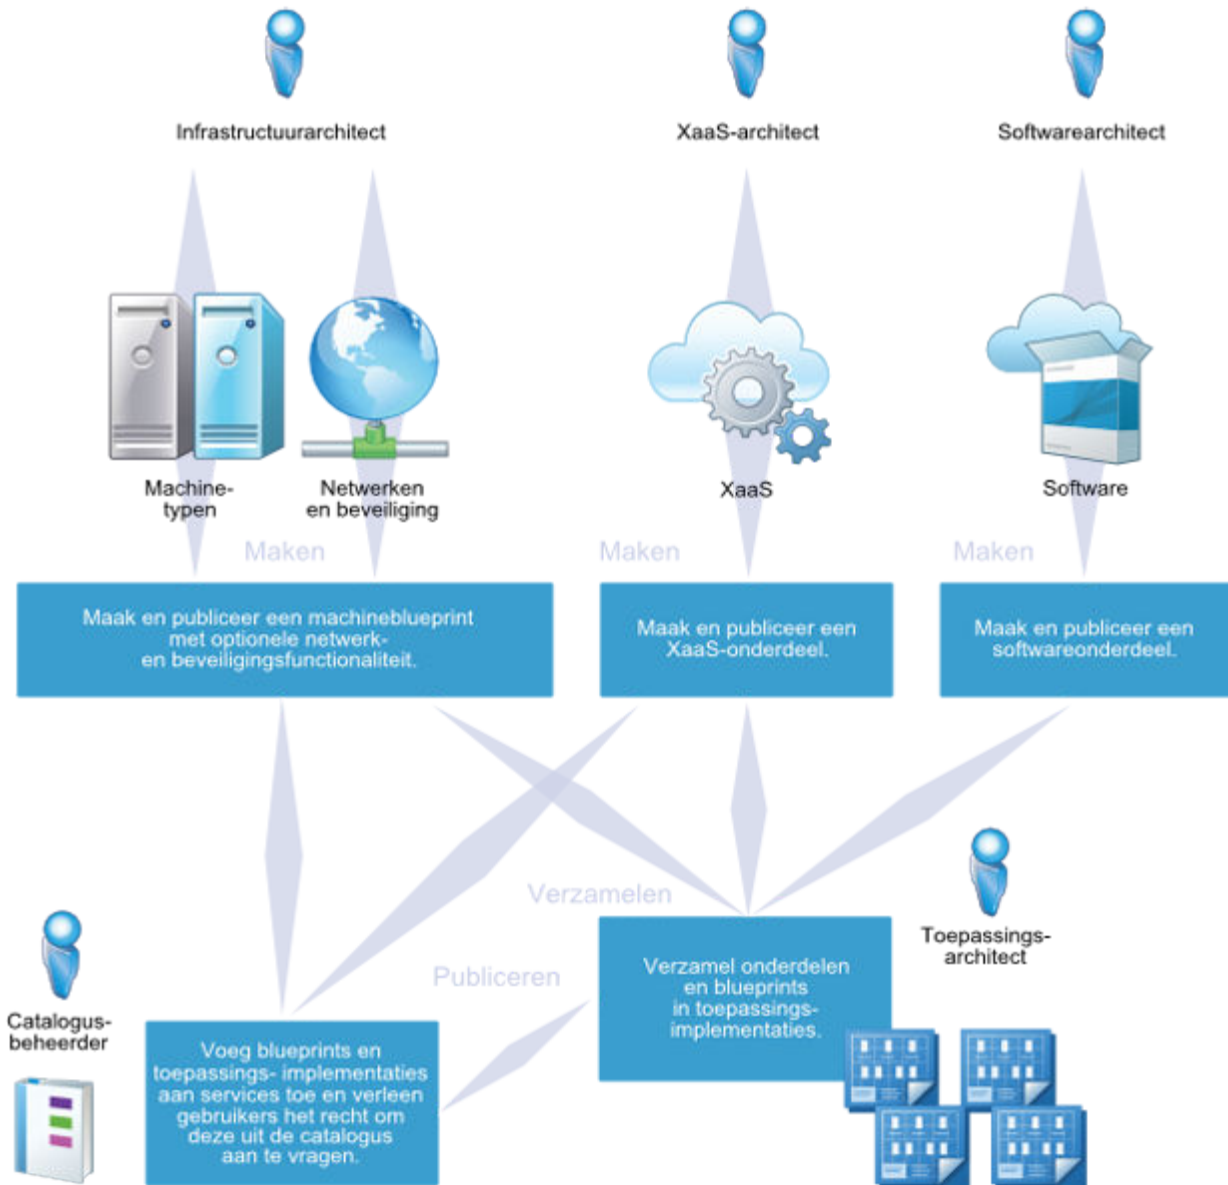 Infrastructuurarchitect
XaaS-architect
Softwarearchitect
Machine-
typen
Netwerken
en beveiliging
XaaS
Software
Maken
Maken
Maken
Maak en publiceer een machineblueprint
met optionele netwerk-
en beveiligingsfunctionaliteit.
Maak en publiceer een
XaaS-onderdeel.
Maak en publiceer een
softwareonderdeel.
Verzamelen
Toepassings-
architect
Publiceren
Verzamel onderdelen
en blueprints
in toepassings-
implementaties.
Catalogus-
beheerder
Voeg blueprints en
toepassings- implementaties
aan services toe en verleen
gebruikers het recht om
deze uit de catalogus
aan te vragen.